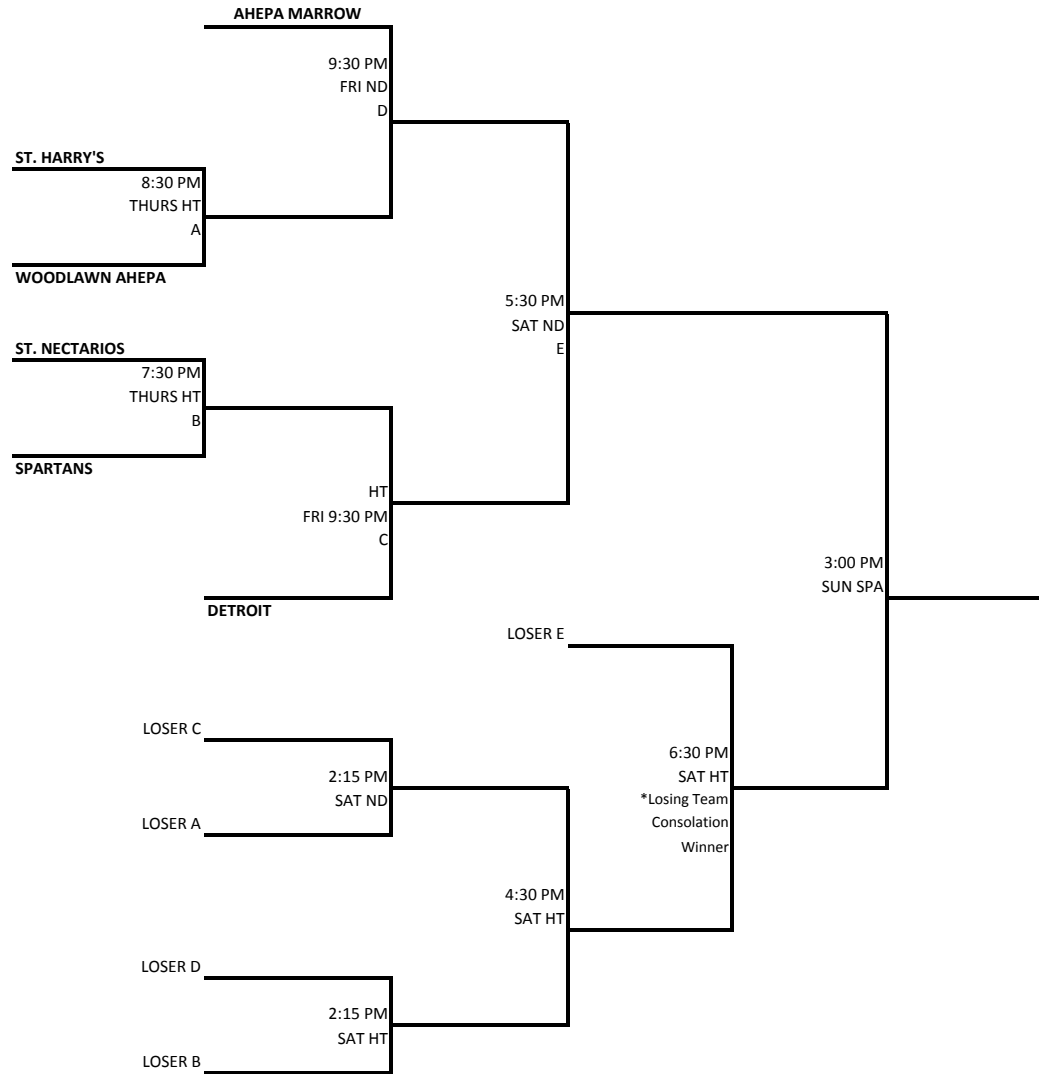 AHEPA MARROW
9:30 PM
FRI ND
D
ST. HARRY'S
8:30 PM
THURS HT
A
WOODLAWN AHEPA
5:30 PM
SAT ND
E
ST. NECTARIOS
7:30 PM
THURS HT
B
SPARTANS
HT
FRI 9:30 PM
C
DETROIT
3:00 PM
SUN SPA
LOSER E
LOSER C
2:15 PM
SAT ND
LOSER A
6:30 PM
SAT HT
*Losing Team
Consolation
Winner
4:30 PM
SAT HT
LOSER D
2:15 PM
SAT HT
LOSER B